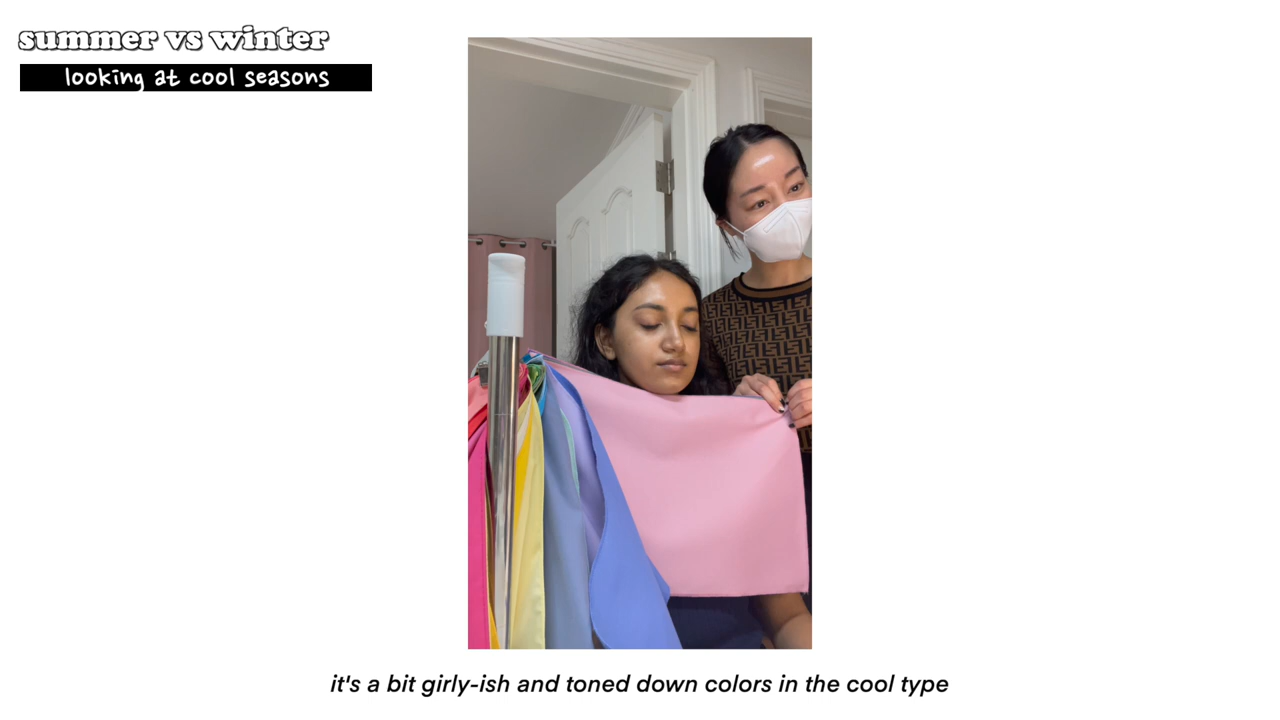 summer vs winter
looking at cool seasons
it's a bit girly-ish and toned down colors in the cool type